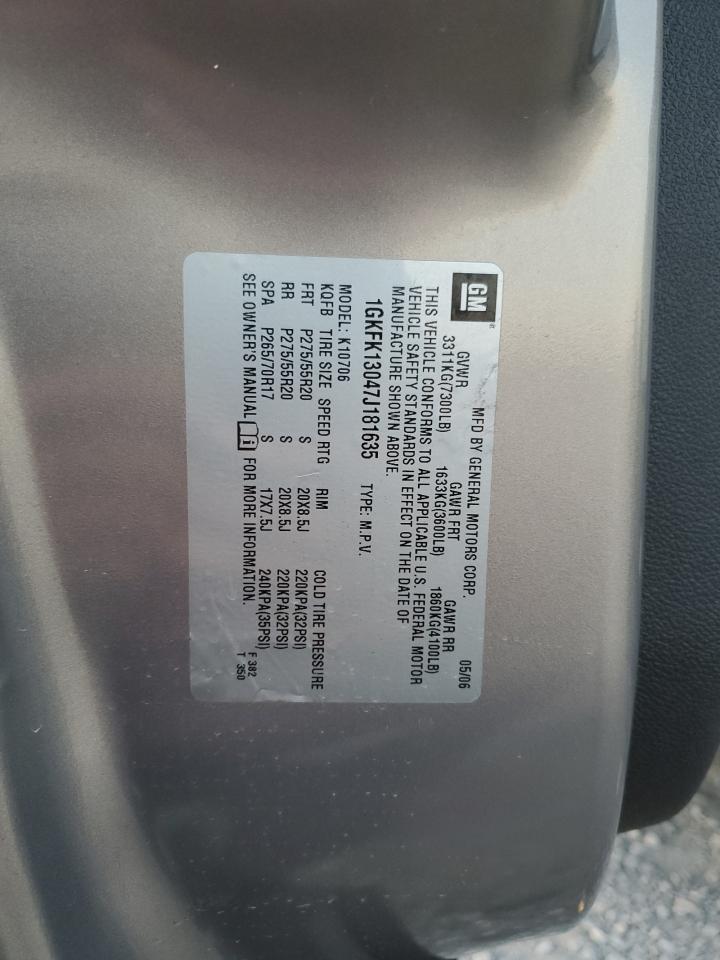 GM® MFD BY GENERAL MOTORS CORP. 05/06
GVWR GAWR FRT GAWR RR
3311KG(7300LB) 1633KG(3600LB) 1860KG(4100LB)
THIS VEHICLE CONFORMS TO ALL APPLICABLE U.S. FEDERAL MOTOR
VEHICLE SAFETY STANDARDS IN EFFECT ON THE DATE OF
MANUFACTURE SHOWN ABOVE.
1GKFK13047J181635 TYPE: M.P.V.
MODEL: K10706
KQFB TIRE SIZE SPEED RTG RIM COLD TIRE PRESSURE
FRT P275/55R20 S 20X8.5J 220KPA(32PSI)
RR P275/55R20 S 20X8.5J 220KPA(32PSI)
SPA P265/70R17 S 17X7.5J 240KPA(35PSI)
SEE OWNER'S MANUAL FOR MORE INFORMATION.
F 382
T 350